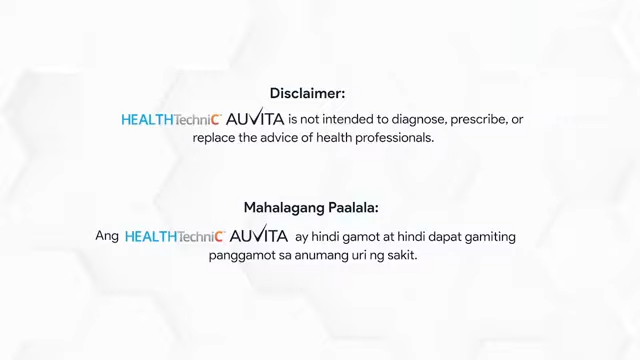 Disclaimer:
HEALTHTechniC AUVITA is not intended to diagnose, prescribe, or
replace the advice of health professionals.
Mahalagang Paalala:
Ang HEALTHTechniC AUVITA ay hindi gamot at hindi dapat gamiting
panggamot sa anumang uri ng sakit.